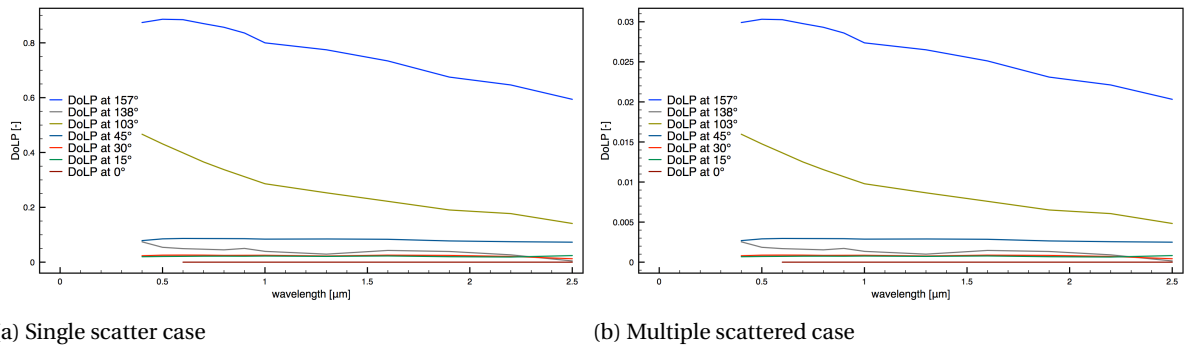 0.8
0.6
0.4
0.2
0
DoLP [-]
DoLP at 157°
DoLP at 138°
DoLP at 103°
DoLP at 45°
DoLP at 30°
DoLP at 15°
DoLP at 0°
0 0.5 1 1.5 2 2.5
wavelength [µm]
a) Single scatter case
0.03
0.025
0.02
0.015
0.01
0.005
0
DoLP [-]
DoLP at 157°
DoLP at 138°
DoLP at 103°
DoLP at 45°
DoLP at 30°
DoLP at 15°
DoLP at 0°
0 0.5 1 1.5 2 2.5
wavelength [µm]
(b) Multiple scattered case